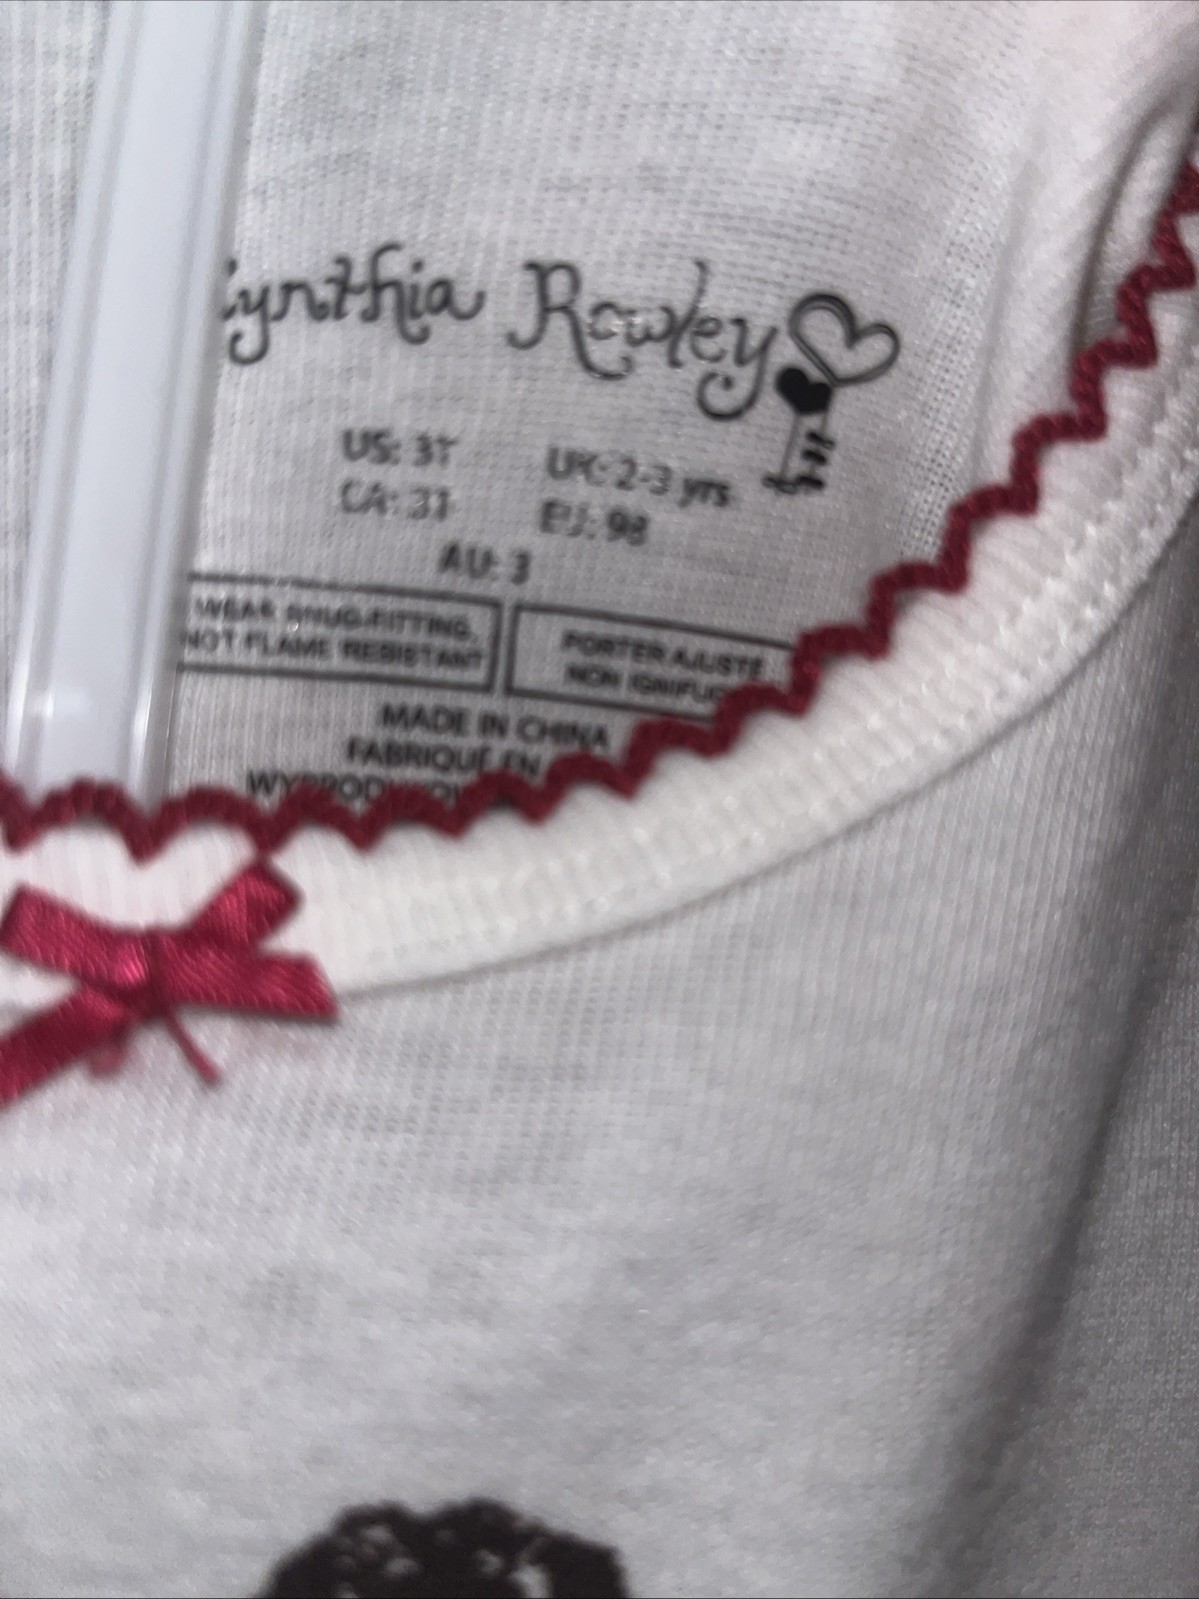 Cynthia Rowley
US: 3T UK: 2-3 yrs
CA: 3T EU: 98
AU: 3
WEAR SNUG-FITTING.
NOT FLAME RESISTANT
PORTER AJUSTÉ.
NON IGNIFUG
MADE IN CHINA
FABRIQUÉ EN